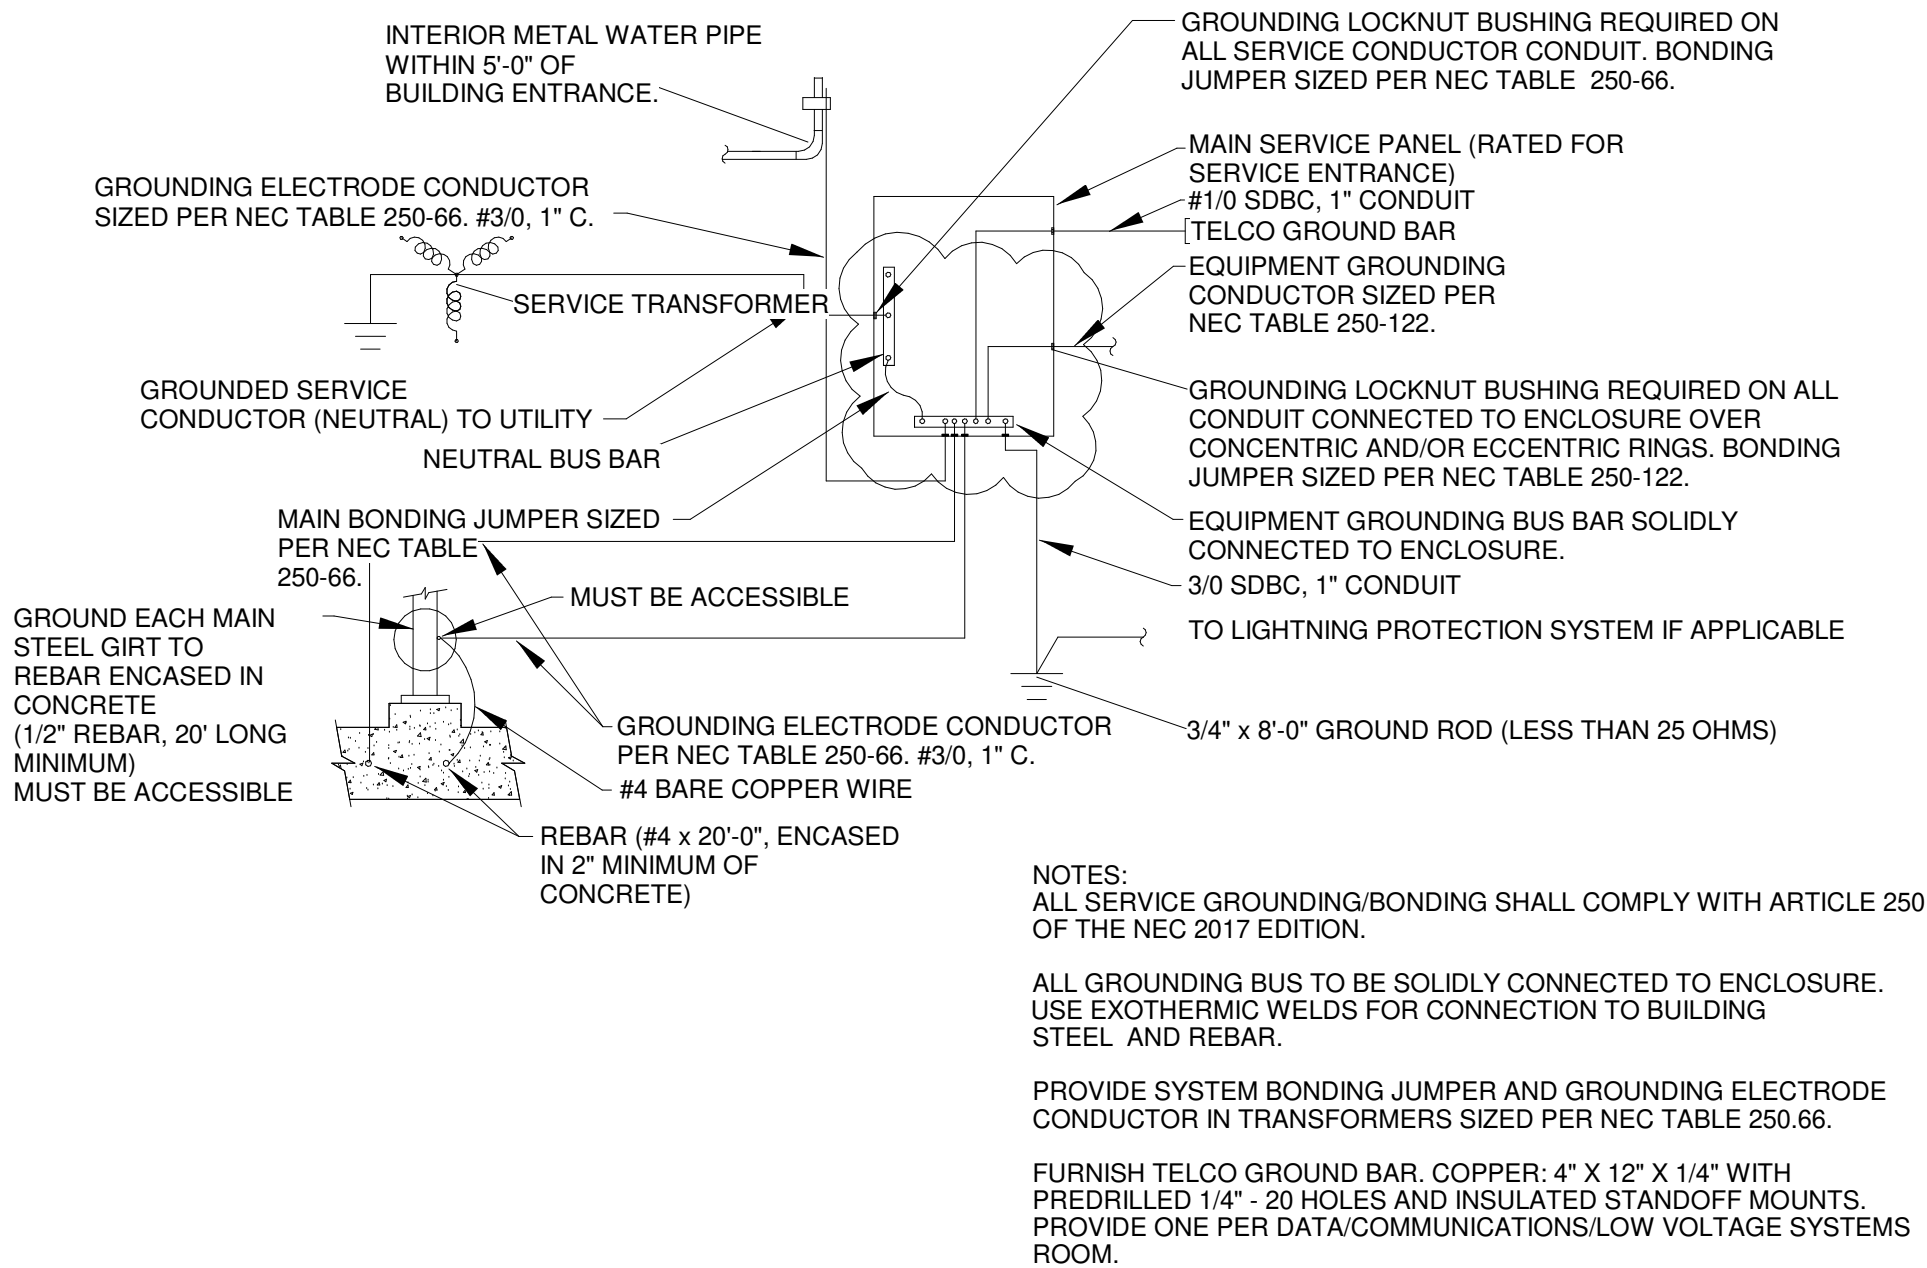 INTERIOR METAL WATER PIPE
WITHIN 5'-0" OF
BUILDING ENTRANCE.
GROUNDING LOCKNUT BUSHING REQUIRED ON
ALL SERVICE CONDUCTOR CONDUIT. BONDING
JUMPER SIZED PER NEC TABLE  250-66.
MAIN SERVICE PANEL (RATED FOR
SERVICE ENTRANCE)
#1/0 SDBC, 1" CONDUIT
TELCO GROUND BAR
GROUNDING ELECTRODE CONDUCTOR
SIZED PER NEC TABLE 250-66. #3/0, 1" C.
SERVICE TRANSFORMER
EQUIPMENT GROUNDING
CONDUCTOR SIZED PER
NEC TABLE 250-122.
GROUNDED SERVICE
CONDUCTOR (NEUTRAL) TO UTILITY
NEUTRAL BUS BAR
GROUNDING LOCKNUT BUSHING REQUIRED ON ALL
CONDUIT CONNECTED TO ENCLOSURE OVER
CONCENTRIC AND/OR ECCENTRIC RINGS. BONDING
JUMPER SIZED PER NEC TABLE 250-122.
MAIN BONDING JUMPER SIZED
PER NEC TABLE
250-66.
EQUIPMENT GROUNDING BUS BAR SOLIDLY
CONNECTED TO ENCLOSURE.
3/0 SDBC, 1" CONDUIT
MUST BE ACCESSIBLE
GROUND EACH MAIN
STEEL GIRT TO
REBAR ENCASED IN
CONCRETE
(1/2" REBAR, 20' LONG
MINIMUM)
MUST BE ACCESSIBLE
TO LIGHTNING PROTECTION SYSTEM IF APPLICABLE
GROUNDING ELECTRODE CONDUCTOR
PER NEC TABLE 250-66. #3/0, 1" C.
3/4" x 8'-0" GROUND ROD (LESS THAN 25 OHMS)
#4 BARE COPPER WIRE
REBAR (#4 x 20'-0", ENCASED
IN 2" MINIMUM OF
CONCRETE)
NOTES:
ALL SERVICE GROUNDING/BONDING SHALL COMPLY WITH ARTICLE 250
OF THE NEC 2017 EDITION.
ALL GROUNDING BUS TO BE SOLIDLY CONNECTED TO ENCLOSURE.
USE EXOTHERMIC WELDS FOR CONNECTION TO BUILDING
STEEL  AND REBAR.
PROVIDE SYSTEM BONDING JUMPER AND GROUNDING ELECTRODE
CONDUCTOR IN TRANSFORMERS SIZED PER NEC TABLE 250.66.
FURNISH TELCO GROUND BAR. COPPER: 4" X 12" X 1/4" WITH
PREDRILLED 1/4" - 20 HOLES AND INSULATED STANDOFF MOUNTS.
PROVIDE ONE PER DATA/COMMUNICATIONS/LOW VOLTAGE SYSTEMS
ROOM.